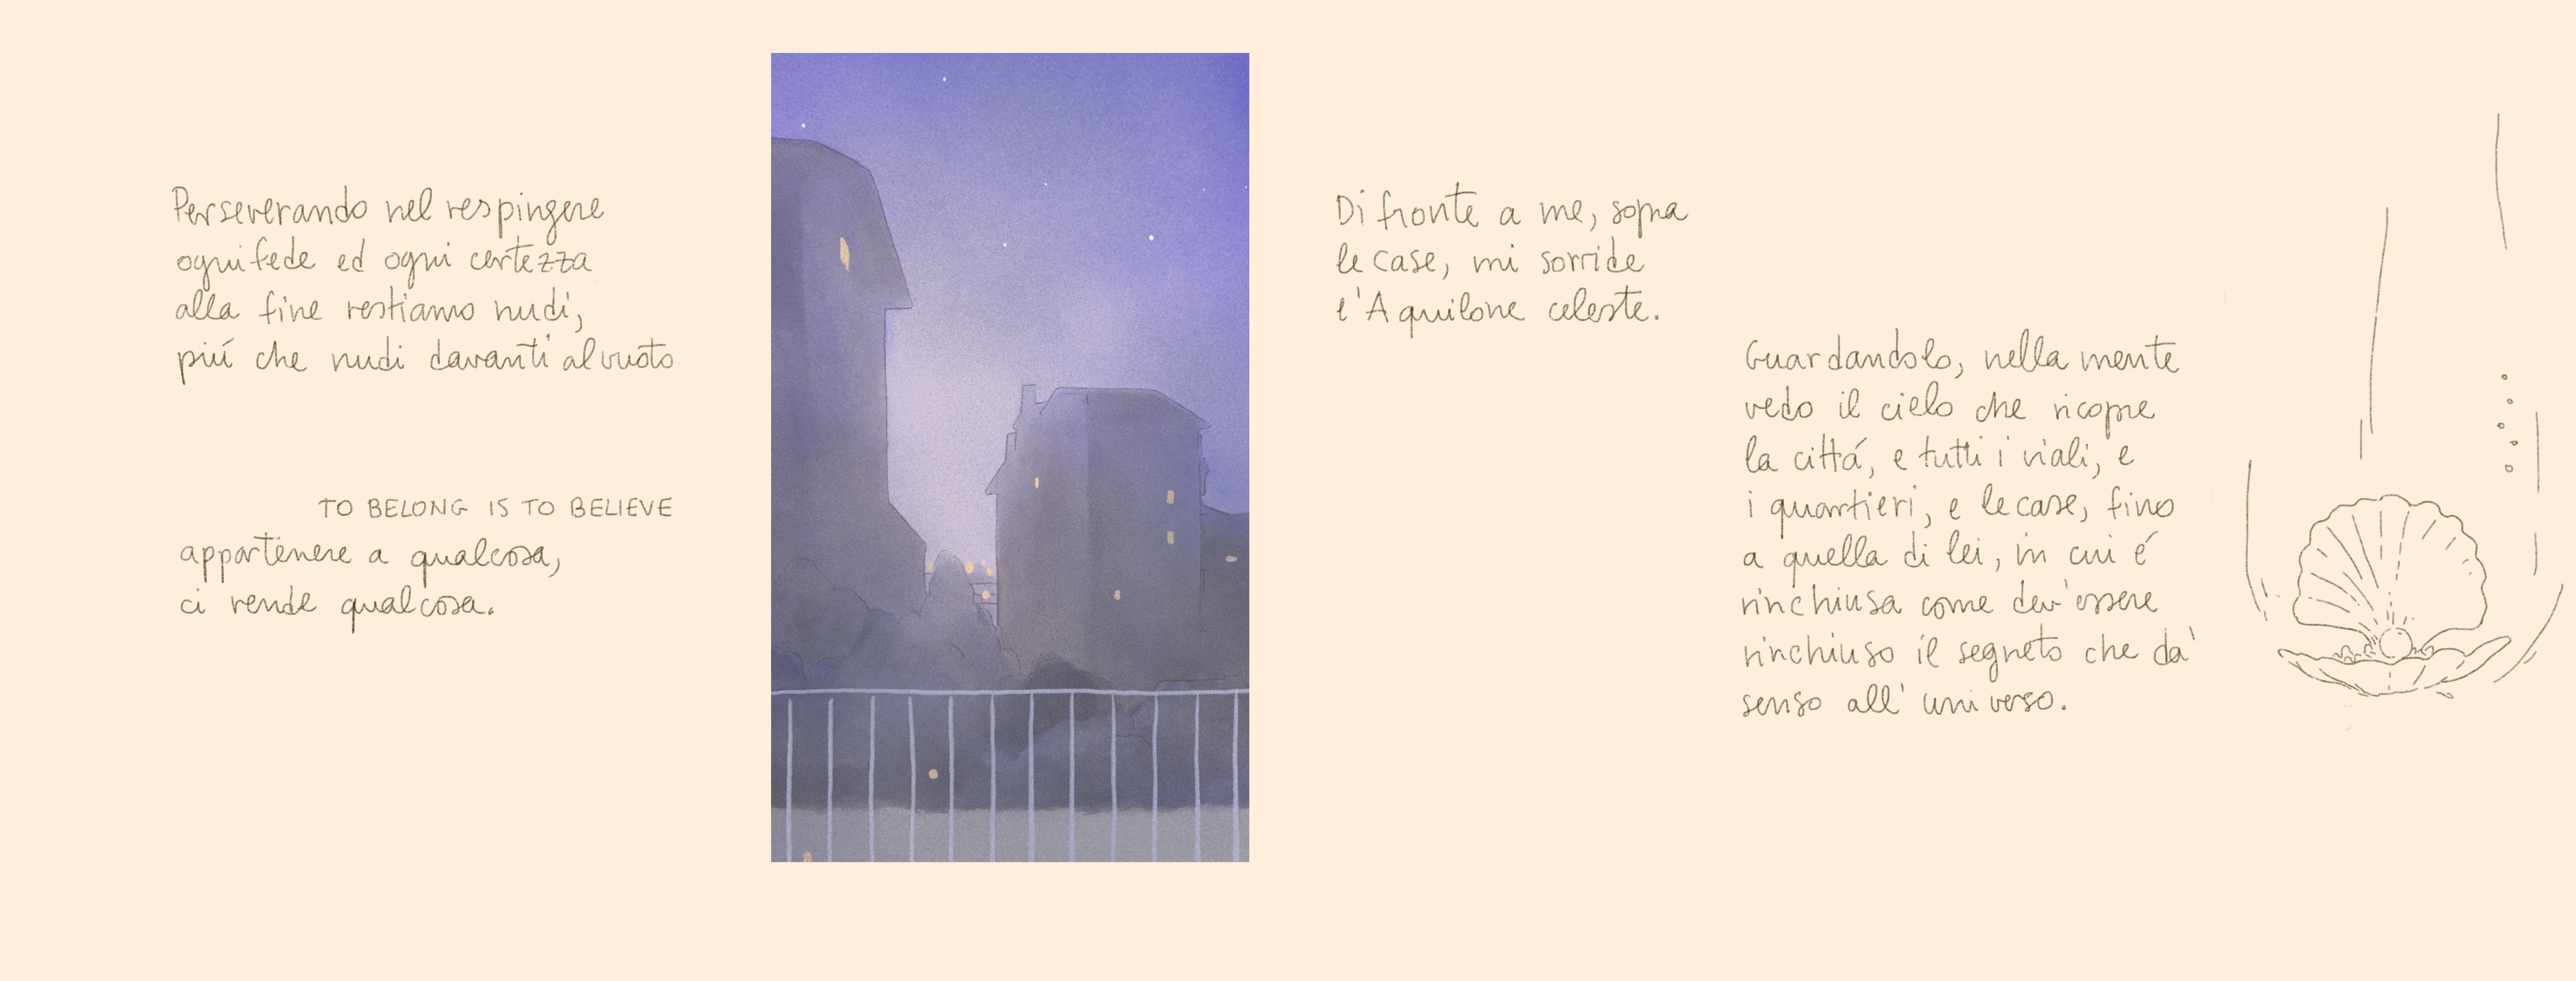 Perseverando nel respingere
ogni fede ed ogni certezza
alla fine restiamo nudi,
piú che nudi davanti al vuoto.
TO BELONG IS TO BELIEVE
appartenere a qualcosa,
ci rende qualcosa.
Di fronte a me, sopra
le case, mi sorride
l'Aquilone celeste.
Guardandolo, nella mente
vedo il cielo che ricopre
la cittá, e tutti i viali, e
i quartieri, e le case, fino
a quella di lei, in cui é
rinchiusa come dev'essere
rinchiuso il segreto che da'
senso all'universo.